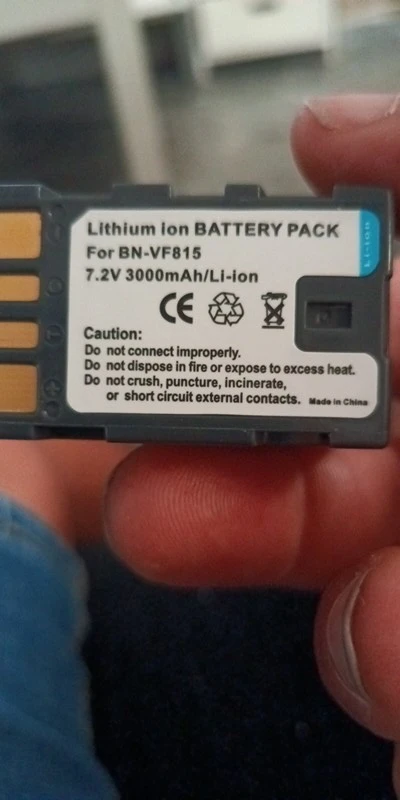 Lithium ion BATTERY PACK
For BN-VF815
7.2V 3000mAh/Li-ion
Li-ion
CE
Caution:
Do not connect improperly.
Do not dispose in fire or expose to excess heat.
Do not crush, puncture, incinerate,
or short circuit external contacts. Made in China